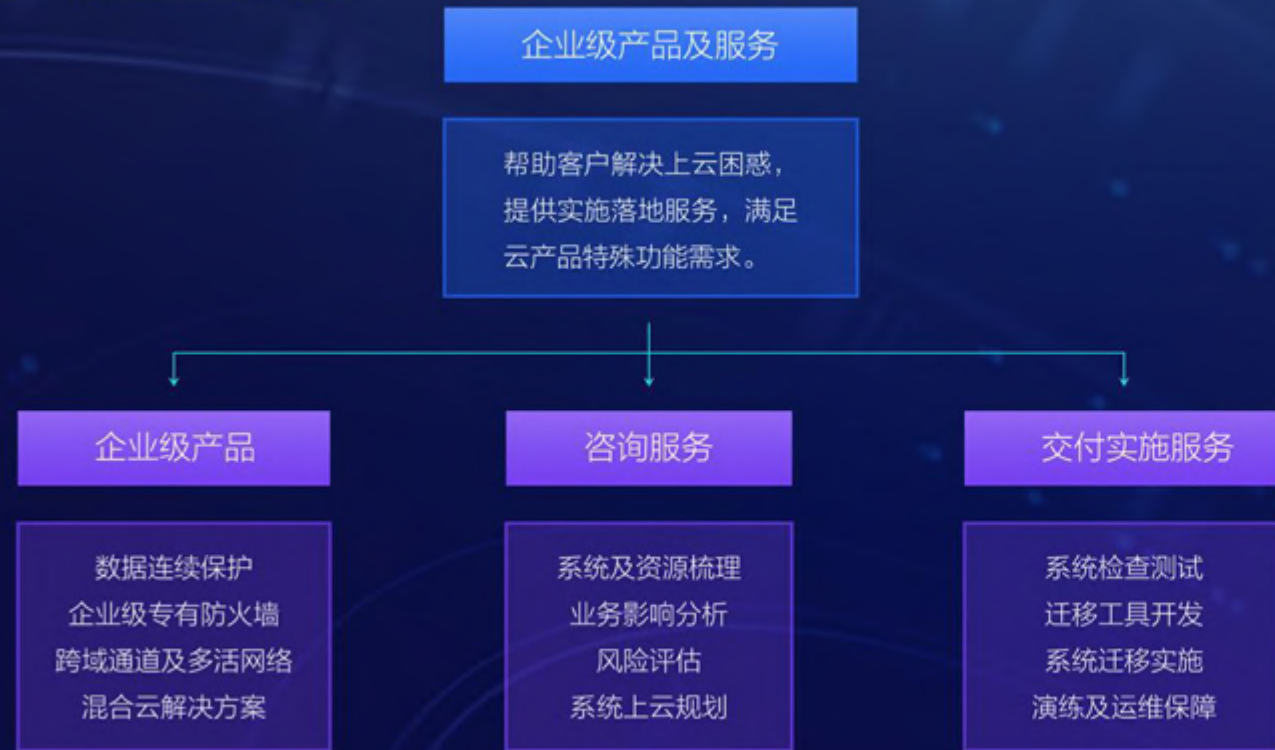 企业级产品及服务
帮助客户解决上云困惑，
提供实施落地服务，满足
云产品特殊功能需求。
企业级产品
数据连续保护
企业级专有防火墙
跨域通道及多活网络
混合云解决方案
咨询服务
系统及资源梳理
业务影响分析
风险评估
系统上云规划
交付实施服务
系统检查测试
迁移工具开发
系统迁移实施
演练及运维保障